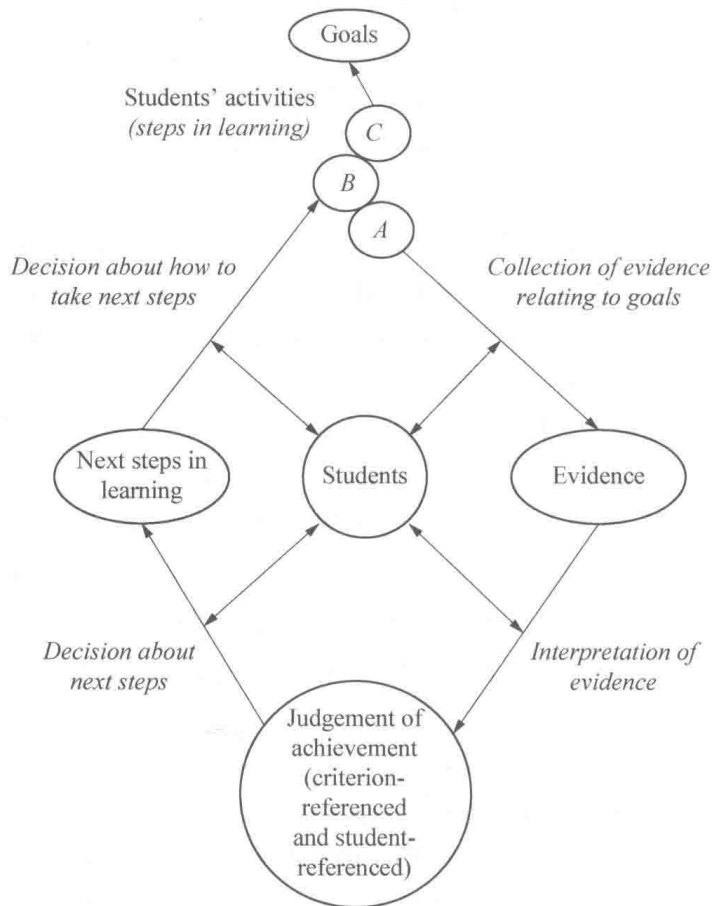 Goals
Students’ activities
(steps in learning)
C
B
A
Decision about how to
take next steps
Collection of evidence
relating to goals
Next steps in
learning
Students
Evidence
Decision about
next steps
Interpretation of
evidence
Judgement of
achievement
(criterion-
referenced
and student-
referenced)